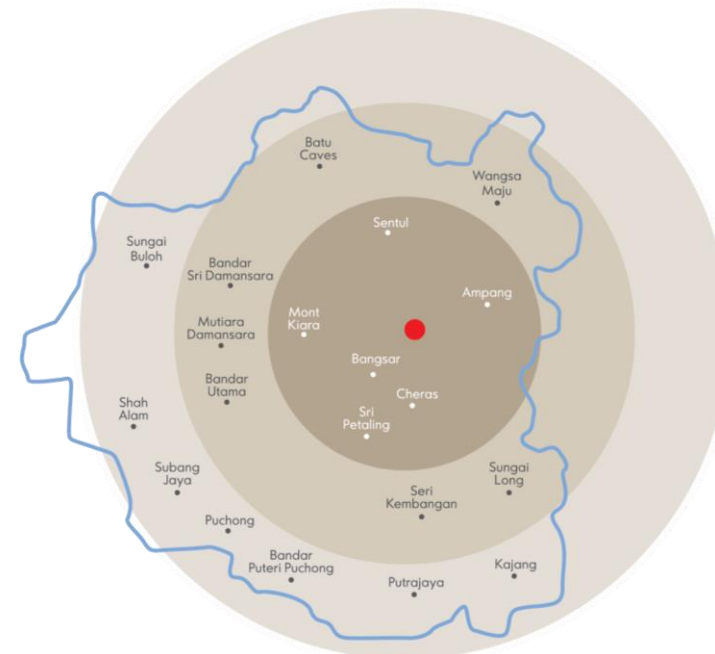 Batu
Caves
Wangsa
Maju
Sentul
Sungai
Buloh
Bandar
Sri Damansara
Ampang
Mont
Kiara
Mutiara
Damansara
Bangsar
Bandar
Utama
Cheras
Shah
Alam
Sri
Petaling
Subang
Jaya
Sungai
Long
Seri
Kembangan
Puchong
Bandar
Puteri Puchong
Kajang
Putrajaya